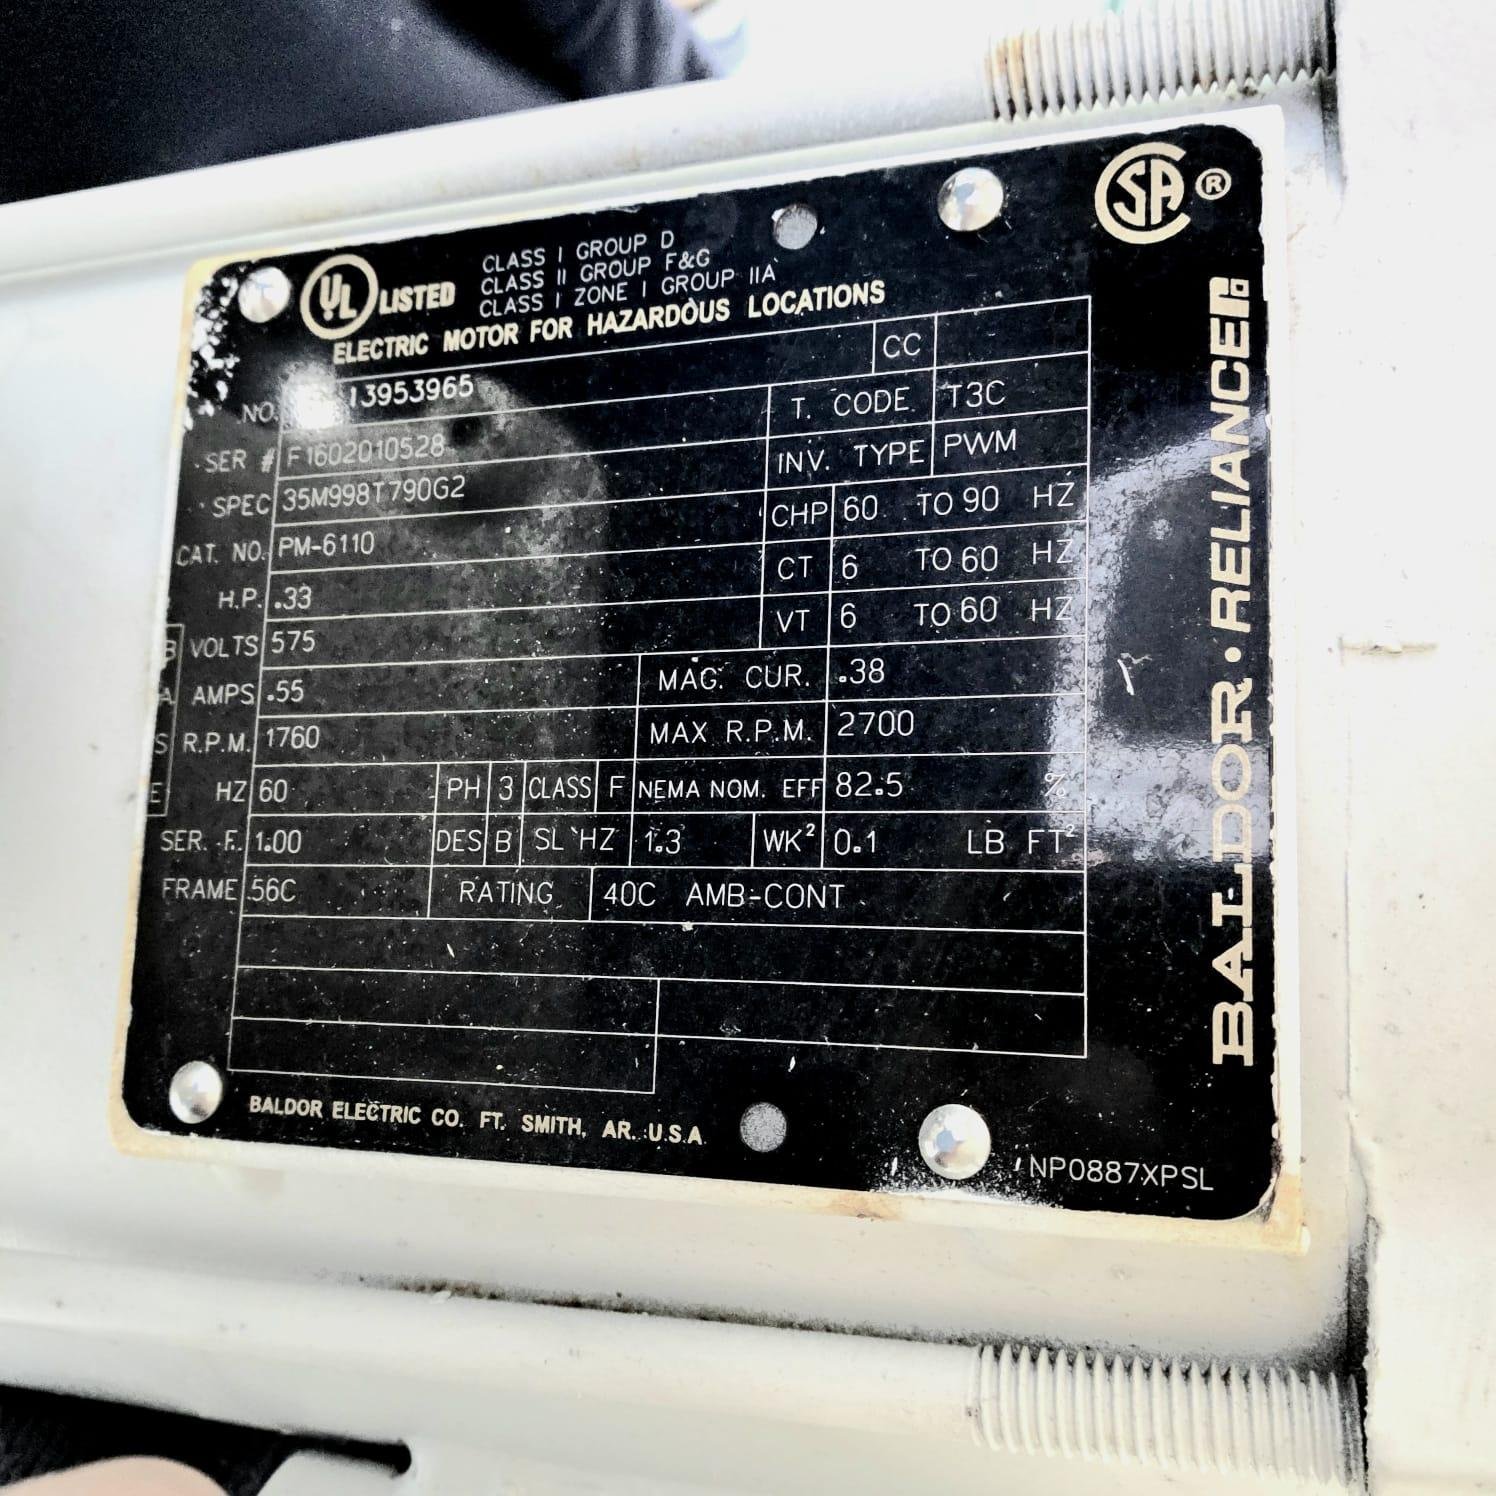 UL LISTED
CLASS I GROUP D
CLASS II GROUP F&G
CLASS I ZONE I GROUP IIA
ELECTRIC MOTOR FOR HAZARDOUS LOCATIONS
SA ®
CC
NO. 13953965
T. CODE T3C
SER # F1602010528
INV. TYPE PWM
SPEC 35M998T790G2
CHP 60 TO 90 HZ
CAT. NO. PM-6110
CT 6 TO 60 HZ
H.P. .33
VT 6 TO 60 HZ
B VOLTS 575
MAG. CUR. .38
A AMPS .55
MAX R.P.M. 2700
S R.P.M. 1760
E HZ 60 PH 3 CLASS F NEMA NOM. EFF 82.5 %
SER. F. 1.00 DES B SL HZ 1.3 WK² 0.1 LB FT²
FRAME 56C RATING 40C AMB-CONT
BALDOR ELECTRIC CO. FT. SMITH, AR. U.S.A
NP0887XPSL
BALDOR • RELIANCE